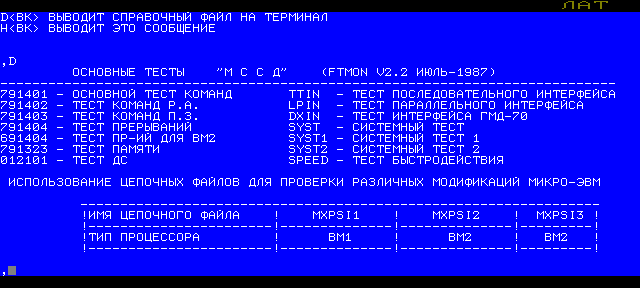 ЛАТ
D<ВК> ВЫВОДИТ СПРАВОЧНЫЙ ФАЙЛ НА ТЕРМИНАЛ
H<ВК> ВЫВОДИТ ЭТО СООБЩЕНИЕ
,D
ОСНОВНЫЕ ТЕСТЫ "М С С Д" (FTMON V2.2 ИЮЛЬ-1987)
791401 - ОСНОВНОЙ ТЕСТ КОМАНД TTIN - ТЕСТ ПОСЛЕДОВАТЕЛЬНОГО ИНТЕРФЕЙСА
791402 - ТЕСТ КОМАНД Р.А. LPIN - ТЕСТ ПАРАЛЛЕЛЬНОГО ИНТЕРФЕЙСА
791403 - ТЕСТ КОМАНД П.З. DXIN - ТЕСТ ИНТЕРФЕЙСА ГМД-70
791404 - ТЕСТ ПРЕРЫВАНИЙ SYST - СИСТЕМНЫЙ ТЕСТ
691404 - ТЕСТ ПР-ИЙ ДЛЯ ВМ2 SYST1 - СИСТЕМНЫЙ ТЕСТ 1
791323 - ТЕСТ ПАМЯТИ SYST2 - СИСТЕМНЫЙ ТЕСТ 2
012101 - ТЕСТ ДС SPEED - ТЕСТ БЫСТРОДЕЙСТВИЯ
ИСПОЛЬЗОВАНИЕ ЦЕПОЧНЫХ ФАЙЛОВ ДЛЯ ПРОВЕРКИ РАЗЛИЧНЫХ МОДИФИКАЦИЙ МИКРО-ЭВМ
!ИМЯ ЦЕПОЧНОГО ФАЙЛА ! MXPSI1 ! MXPSI2 ! MXPSI3 !
!ТИП ПРОЦЕССОРА ! ВМ1 ! ВМ2 ! ВМ2 !
,